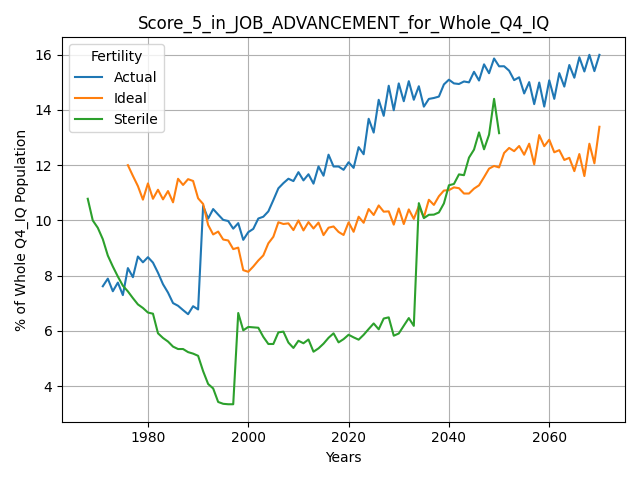 Score_5_in_JOB_ADVANCEMENT_for_Whole_Q4_IQ
Fertility
Actual
Ideal
Sterile
% of Whole Q4_IQ Population
16
14
12
10
8
6
4
1980 2000 2020 2040 2060
Years